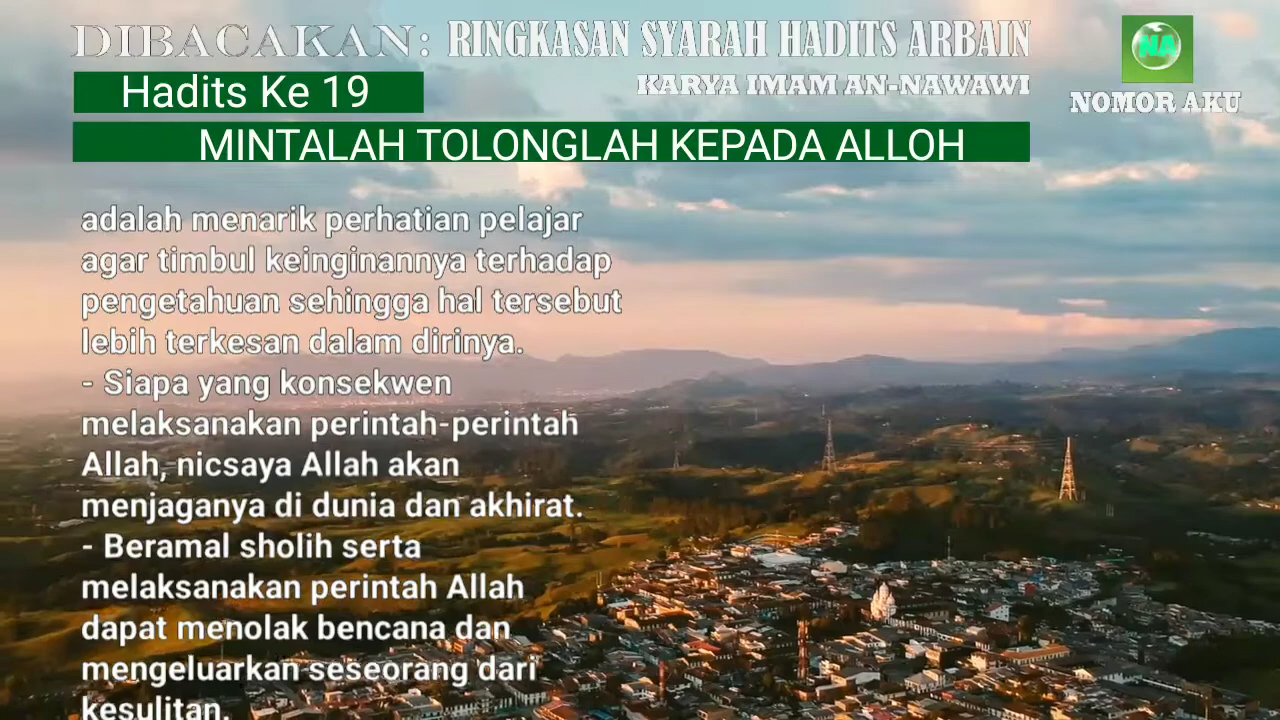 DIBACAKAN: RINGKASAN SYARAH HADITS ARBAIN
KARYA IMAM AN-NAWAWI
NA
NOMOR AKU
Hadits Ke 19
MINTALAH TOLONGLAH KEPADA ALLOH
adalah menarik perhatian pelajar
agar timbul keinginannya terhadap
pengetahuan sehingga hal tersebut
lebih terkesan dalam dirinya.
- Siapa yang konsekwen
melaksanakan perintah-perintah
Allah, nicsaya Allah akan
menjaganya di dunia dan akhirat.
- Beramal sholih serta
melaksanakan perintah Allah
dapat menolak bencana dan
mengeluarkan seseorang dari
kesulitan.